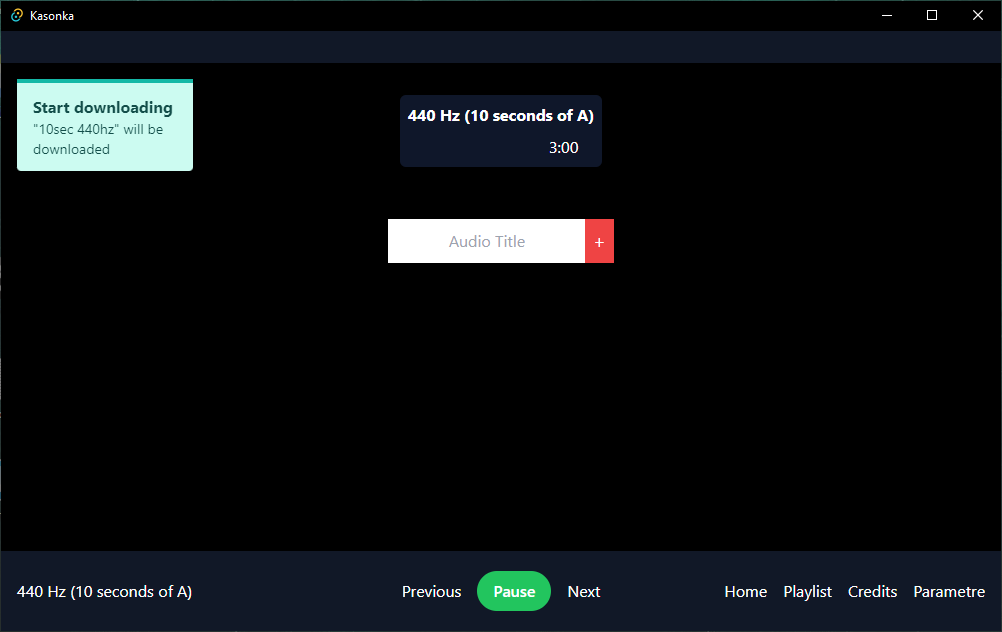 Kasonka
Start downloading
"10sec 440hz" will be
downloaded
440 Hz (10 seconds of A)
3:00
Audio Title
+
440 Hz (10 seconds of A)
Previous
Pause
Next
Home
Playlist
Credits
Parametre